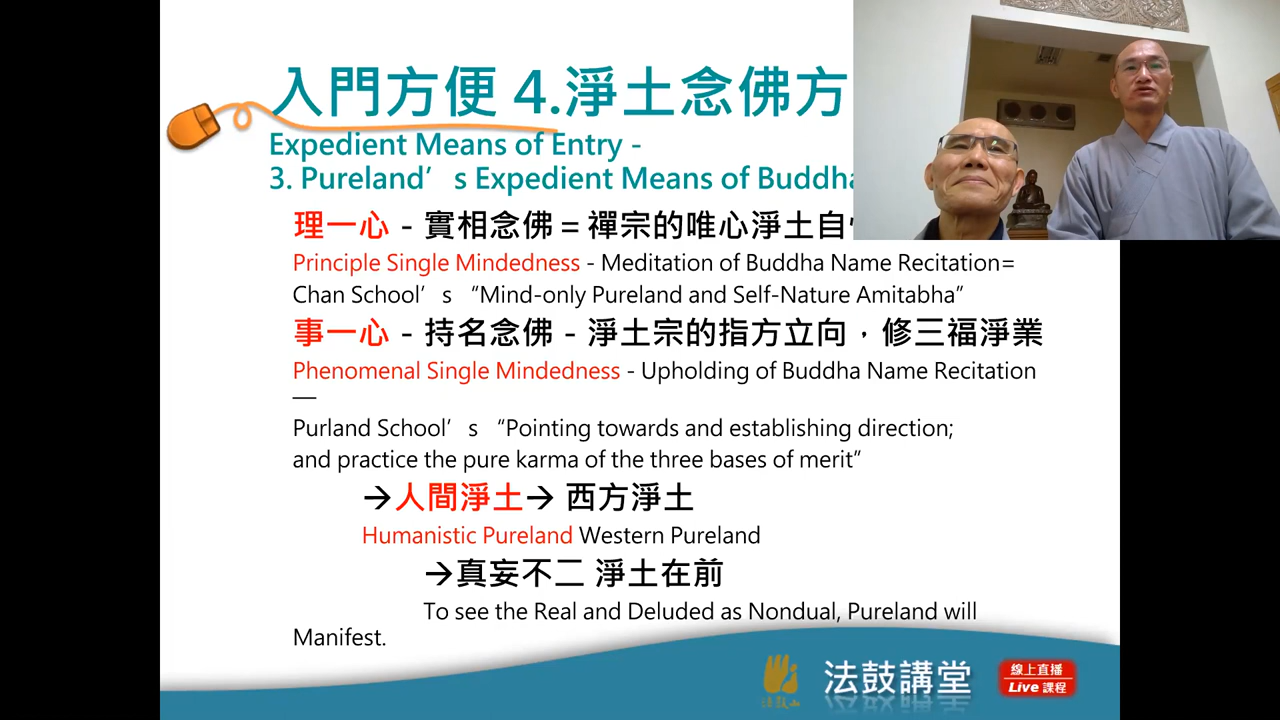 入門方便 4.淨土念佛方
Expedient Means of Entry -
3. Pureland’s Expedient Means of Buddha
理一心 - 實相念佛 = 禪宗的唯心淨土自
Principle Single Mindedness - Meditation of Buddha Name Recitation=
Chan School’s “Mind-only Pureland and Self-Nature Amitabha”
事一心 - 持名念佛 - 淨土宗的指方立向，修三福淨業
Phenomenal Single Mindedness - Upholding of Buddha Name Recitation
—
Purland School’s “Pointing towards and establishing direction;
and practice the pure karma of the three bases of merit”
→人間淨土→ 西方淨土
Humanistic Pureland Western Pureland
→真妄不二 淨土在前
To see the Real and Deluded as Nondual, Pureland will
Manifest.
法鼓山
法鼓講堂
線上直播
Live 課程